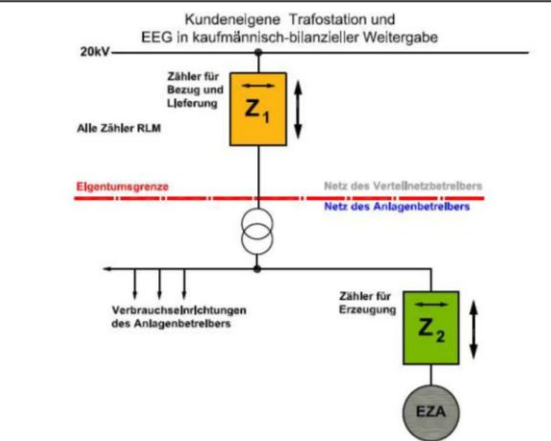 Kundeneigene Trafostation und
EEG in kaufmännisch-bilanzieller Weitergabe
20kV
Zähler für
Bezug und
Lieferung
Z1
Alle Zähler RLM
Eigentumsgrenze
Netz des Verteilnetzbetreibers
Netz des Anlagenbetreibers
Verbrauchseinrichtungen
des Anlagenbetreibers
Zähler für
Erzeugung
Z2
EZA